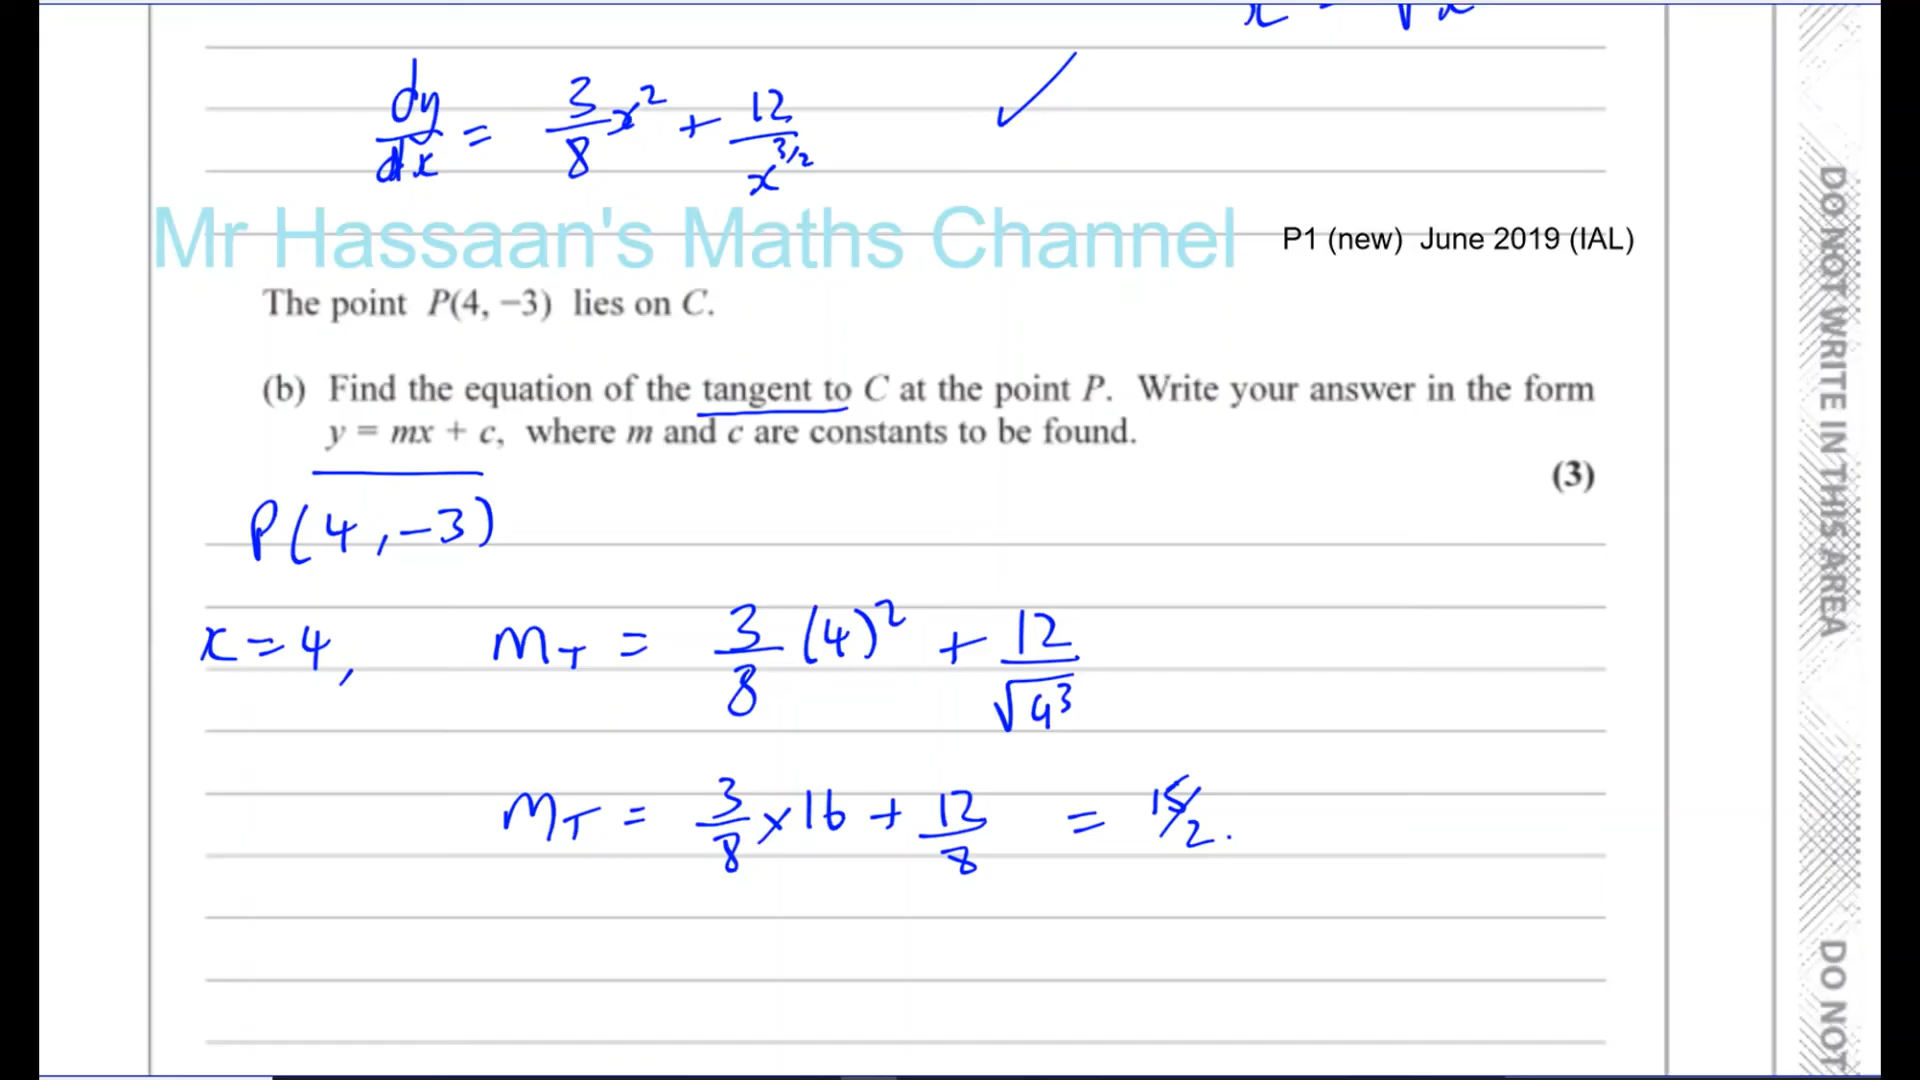 dy/dx = 3/8 x² + 12/x^3/2 ✓
Mr Hassaan's Maths Channel P1 (new) June 2019 (IAL)
The point P(4, −3) lies on C.
(b) Find the equation of the tangent to C at the point P. Write your answer in the form
y = mx + c, where m and c are constants to be found.
(3)
P(4, −3)
x = 4, m_T = 3/8 (4)² + 12/√4³
m_T = 3/8 × 16 + 12/8 = 15/2.
DO NOT WRITE IN THIS AREA
DO NOT